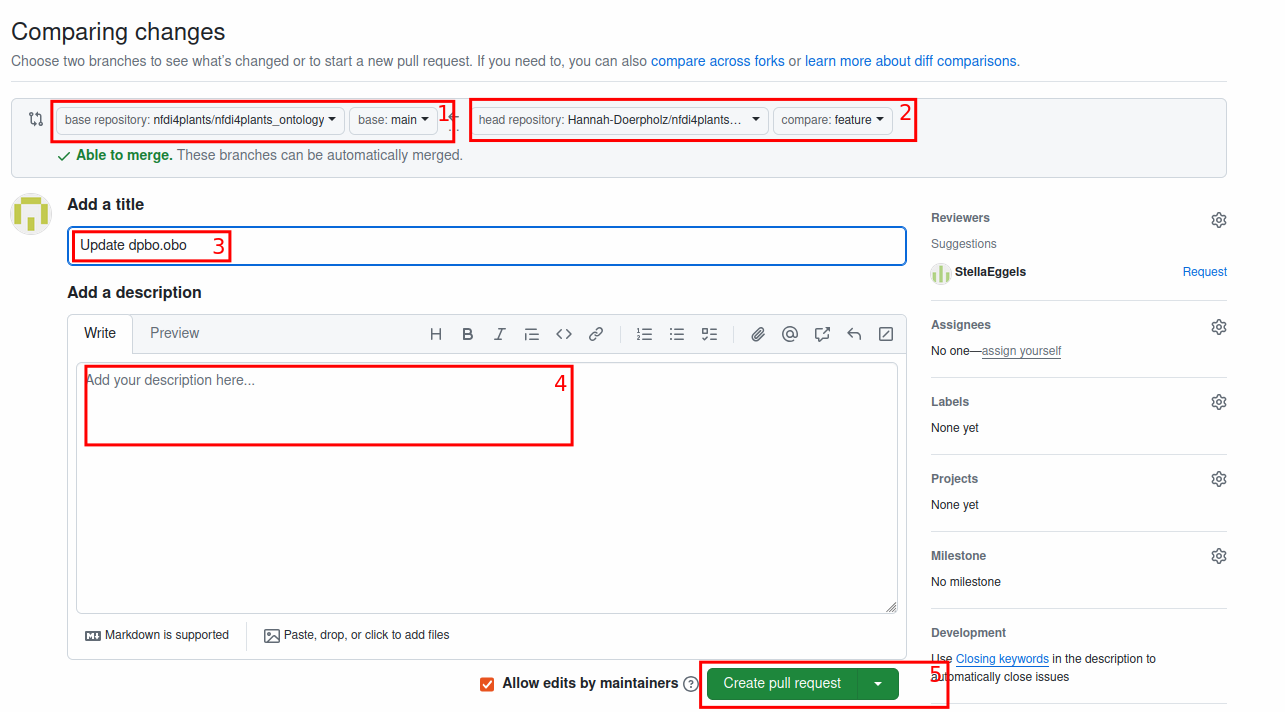 Comparing changes
Choose two branches to see what's changed or to start a new pull request. If you need to, you can also compare across forks or learn more about diff comparisons.
base repository: nfdi4plants/nfdi4plants_ontology base: main 1 head repository: Hannah-Doerpholz/nfdi4plants... compare: feature 2
Able to merge. These branches can be automatically merged.
Add a title
Update dpbo.obo 3
Add a description
Write Preview
Add your description here... 4
Markdown is supported Paste, drop, or click to add files
Allow edits by maintainers Create pull request 5
Reviewers
Suggestions
StellaEggels Request
Assignees
No one—assign yourself
Labels
None yet
Projects
None yet
Milestone
No milestone
Development
Use Closing keywords in the description to
automatically close issues